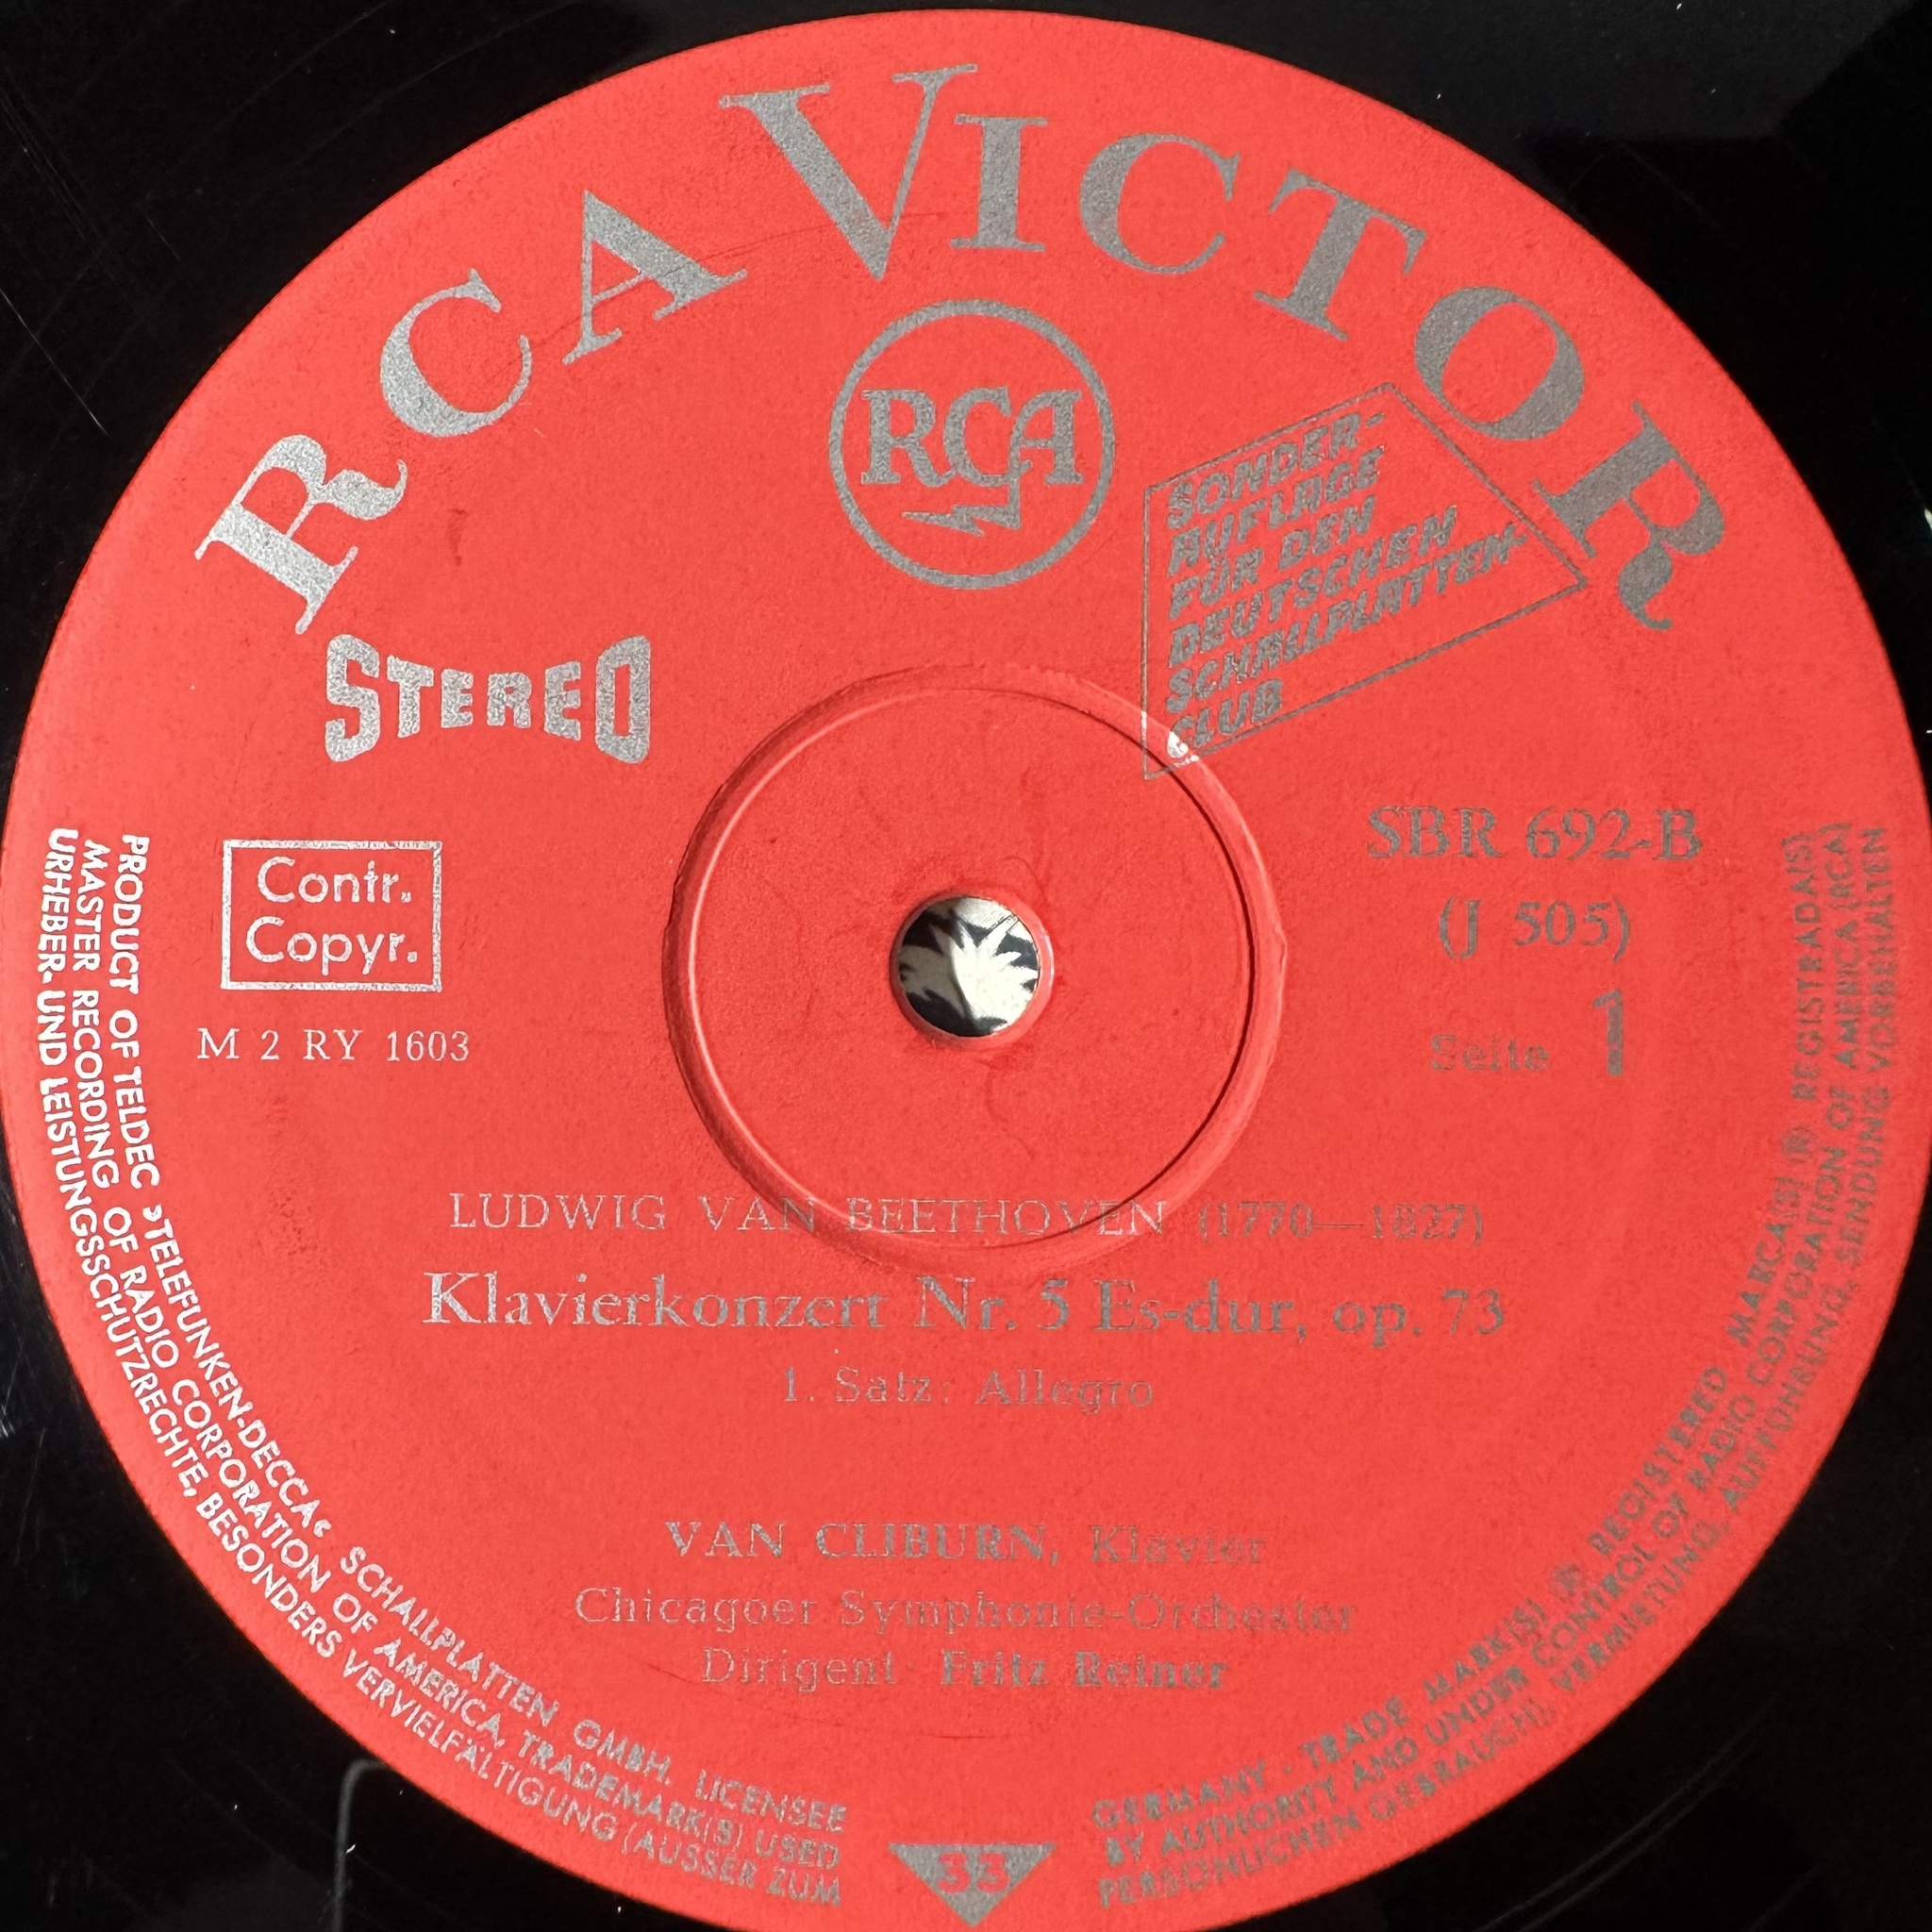 RCA VICTOR
RCA
SONDER-
AUFLAGE
FÜR DEN
DEUTSCHEN
SCHALLPLATTEN-
CLUB
STEREO
Contr.
Copyr.
M 2 RY 1603
SBR 692-B
(J 505)
Seite 1
LUDWIG VAN BEETHOVEN (1770—1827)
Klavierkonzert Nr. 5 Es-dur, op. 73
1. Satz: Allegro
VAN CLIBURN, Klavier
Chicagoer Symphonie-Orchester
Dirigent: Fritz Reiner
PRODUCT OF TELDEC »TELEFUNKEN-DECCA« SCHALLPLATTEN GMBH. LICENSEE
MASTER RECORDING OF RADIO CORPORATION OF AMERICA, TRADEMARK(S) USED
URHEBER- UND LEISTUNGSSCHUTZRECHTE, BESONDERS VERVIELFÄLTIGUNG (AUSSER ZUM
GERMANY · TRADE MARK(S) ® REGISTERED MARCA(S) ® REGISTRADA(S)
BY AUTHORITY AND UNDER CONTROL OF RADIO CORPORATION OF AMERICA (RCA)
PERSÖNLICHEN GEBRAUCH), VERMIETUNG, AUFFÜHRUNG, SENDUNG VORBEHALTEN
33